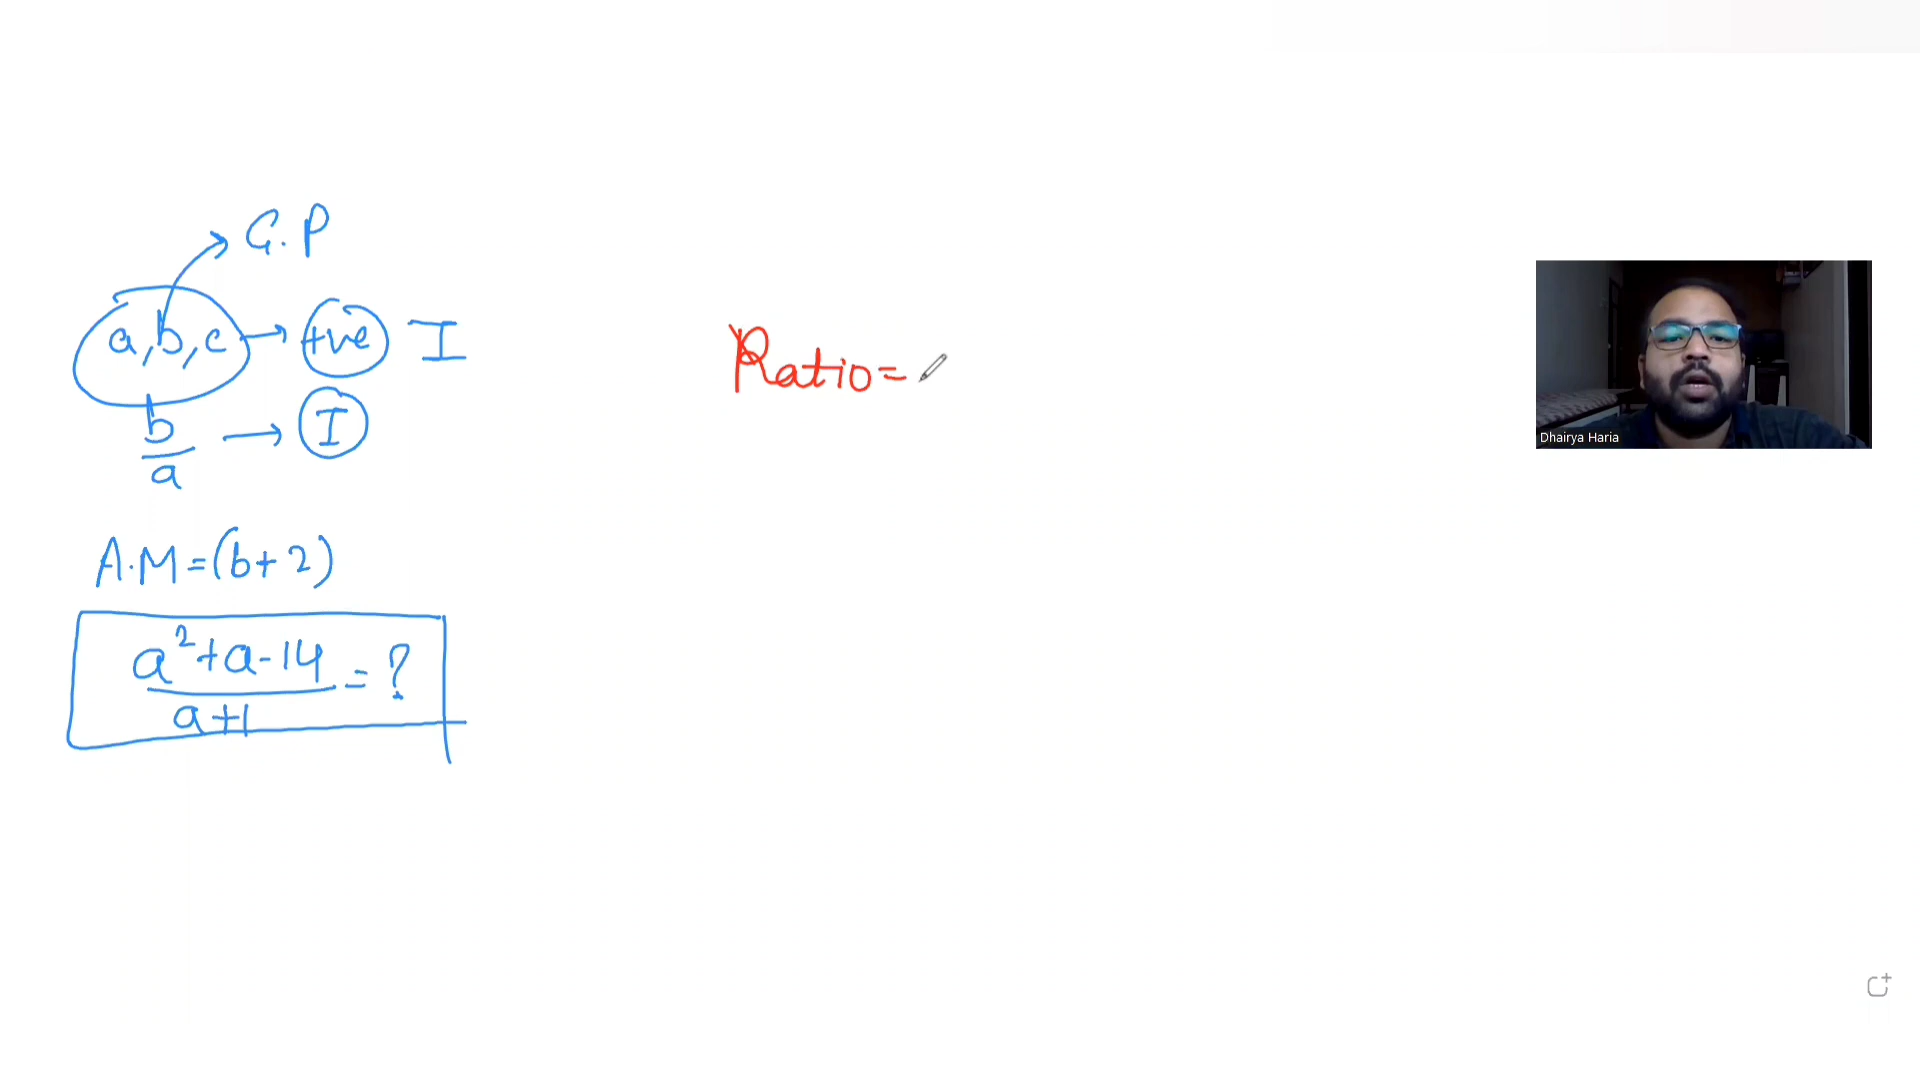 G.P
a,b,c → +ve I
b/a → I
A.M=(b+2)
a²+a-14/a+1 = ?
Ratio=
Dhairya Haria